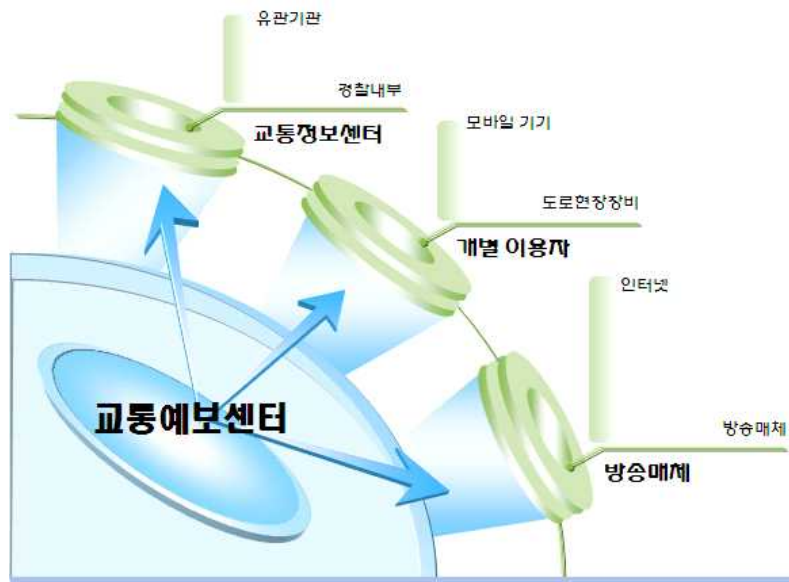 유관기관
경찰내부
교통정보센터
모바일 기기
도로현장장비
개별 이용자
인터넷
교통예보센터
방송매체
방송매체